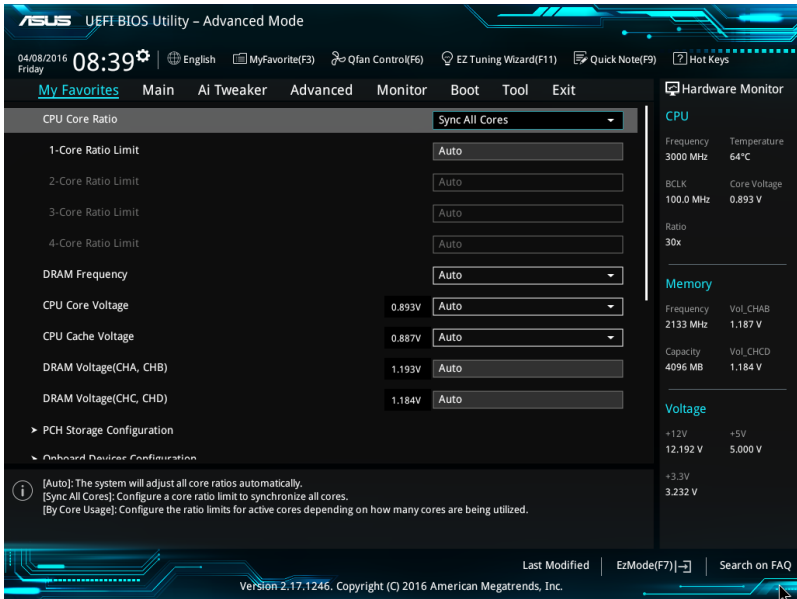 ASUS UEFI BIOS Utility – Advanced Mode
04/08/2016 Friday 08:39 English MyFavorite(F3) Qfan Control(F6) EZ Tuning Wizard(F11) Quick Note(F9) Hot Keys
My Favorites Main Ai Tweaker Advanced Monitor Boot Tool Exit
CPU Core Ratio Sync All Cores
1-Core Ratio Limit Auto
2-Core Ratio Limit Auto
3-Core Ratio Limit Auto
4-Core Ratio Limit Auto
DRAM Frequency Auto
CPU Core Voltage 0.893V Auto
CPU Cache Voltage 0.887V Auto
DRAM Voltage(CHA, CHB) 1.193V Auto
DRAM Voltage(CHC, CHD) 1.184V Auto
> PCH Storage Configuration
> Onboard Devices Configuration
[Auto]: The system will adjust all core ratios automatically.
[Sync All Cores]: Configure a core ratio limit to synchronize all cores.
[By Core Usage]: Configure the ratio limits for active cores depending on how many cores are being utilized.
Hardware Monitor
CPU
Frequency Temperature
3000 MHz 64°C
BCLK Core Voltage
100.0 MHz 0.893 V
Ratio
30x
Memory
Frequency Vol_CHAB
2133 MHz 1.187 V
Capacity Vol_CHCD
4096 MB 1.184 V
Voltage
+12V +5V
12.192 V 5.000 V
+3.3V
3.232 V
Last Modified EzMode(F7) Search on FAQ
Version 2.17.1246. Copyright (C) 2016 American Megatrends, Inc.